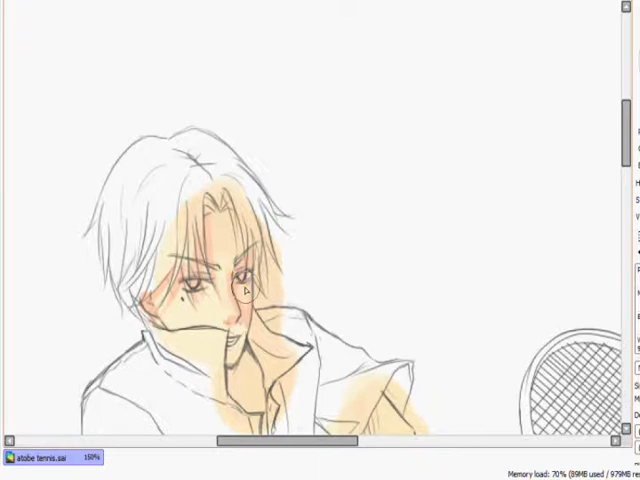 atobe tennis.sai 150%
Memory load: 70% (89MB used / 979MB